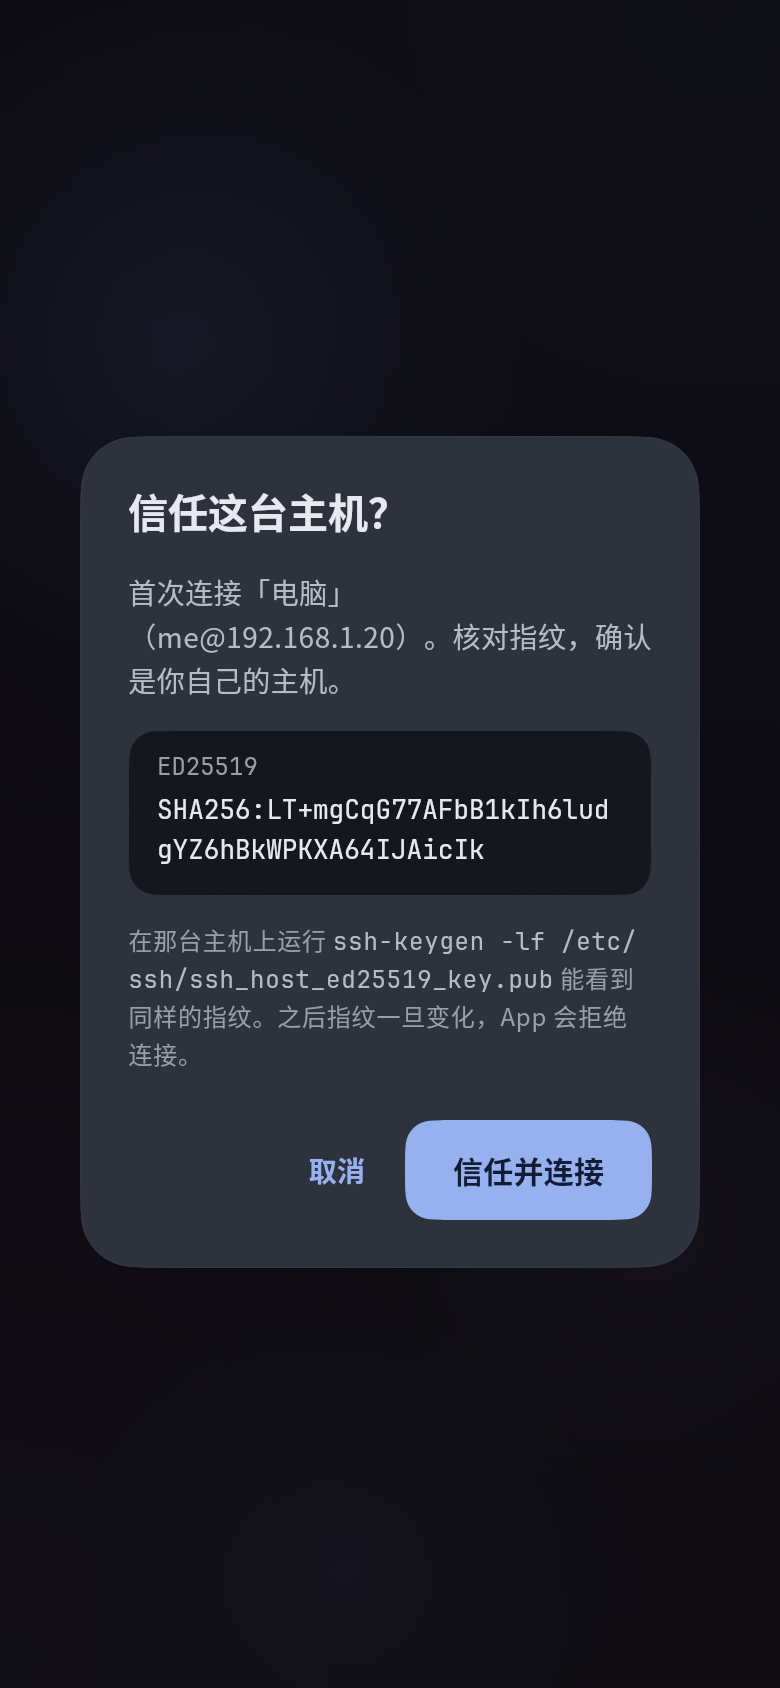 信任这台主机？
首次连接「电脑」
（me@192.168.1.20）。核对指纹，确认
是你自己的主机。
ED25519
SHA256:LT+mgCqG77AFbB1kIh6lud
gYZ6hBkWPKXA64IJAicIk
在那台主机上运行 ssh-keygen -lf /etc/
ssh/ssh_host_ed25519_key.pub 能看到
同样的指纹。之后指纹一旦变化，App 会拒绝
连接。
取消
信任并连接